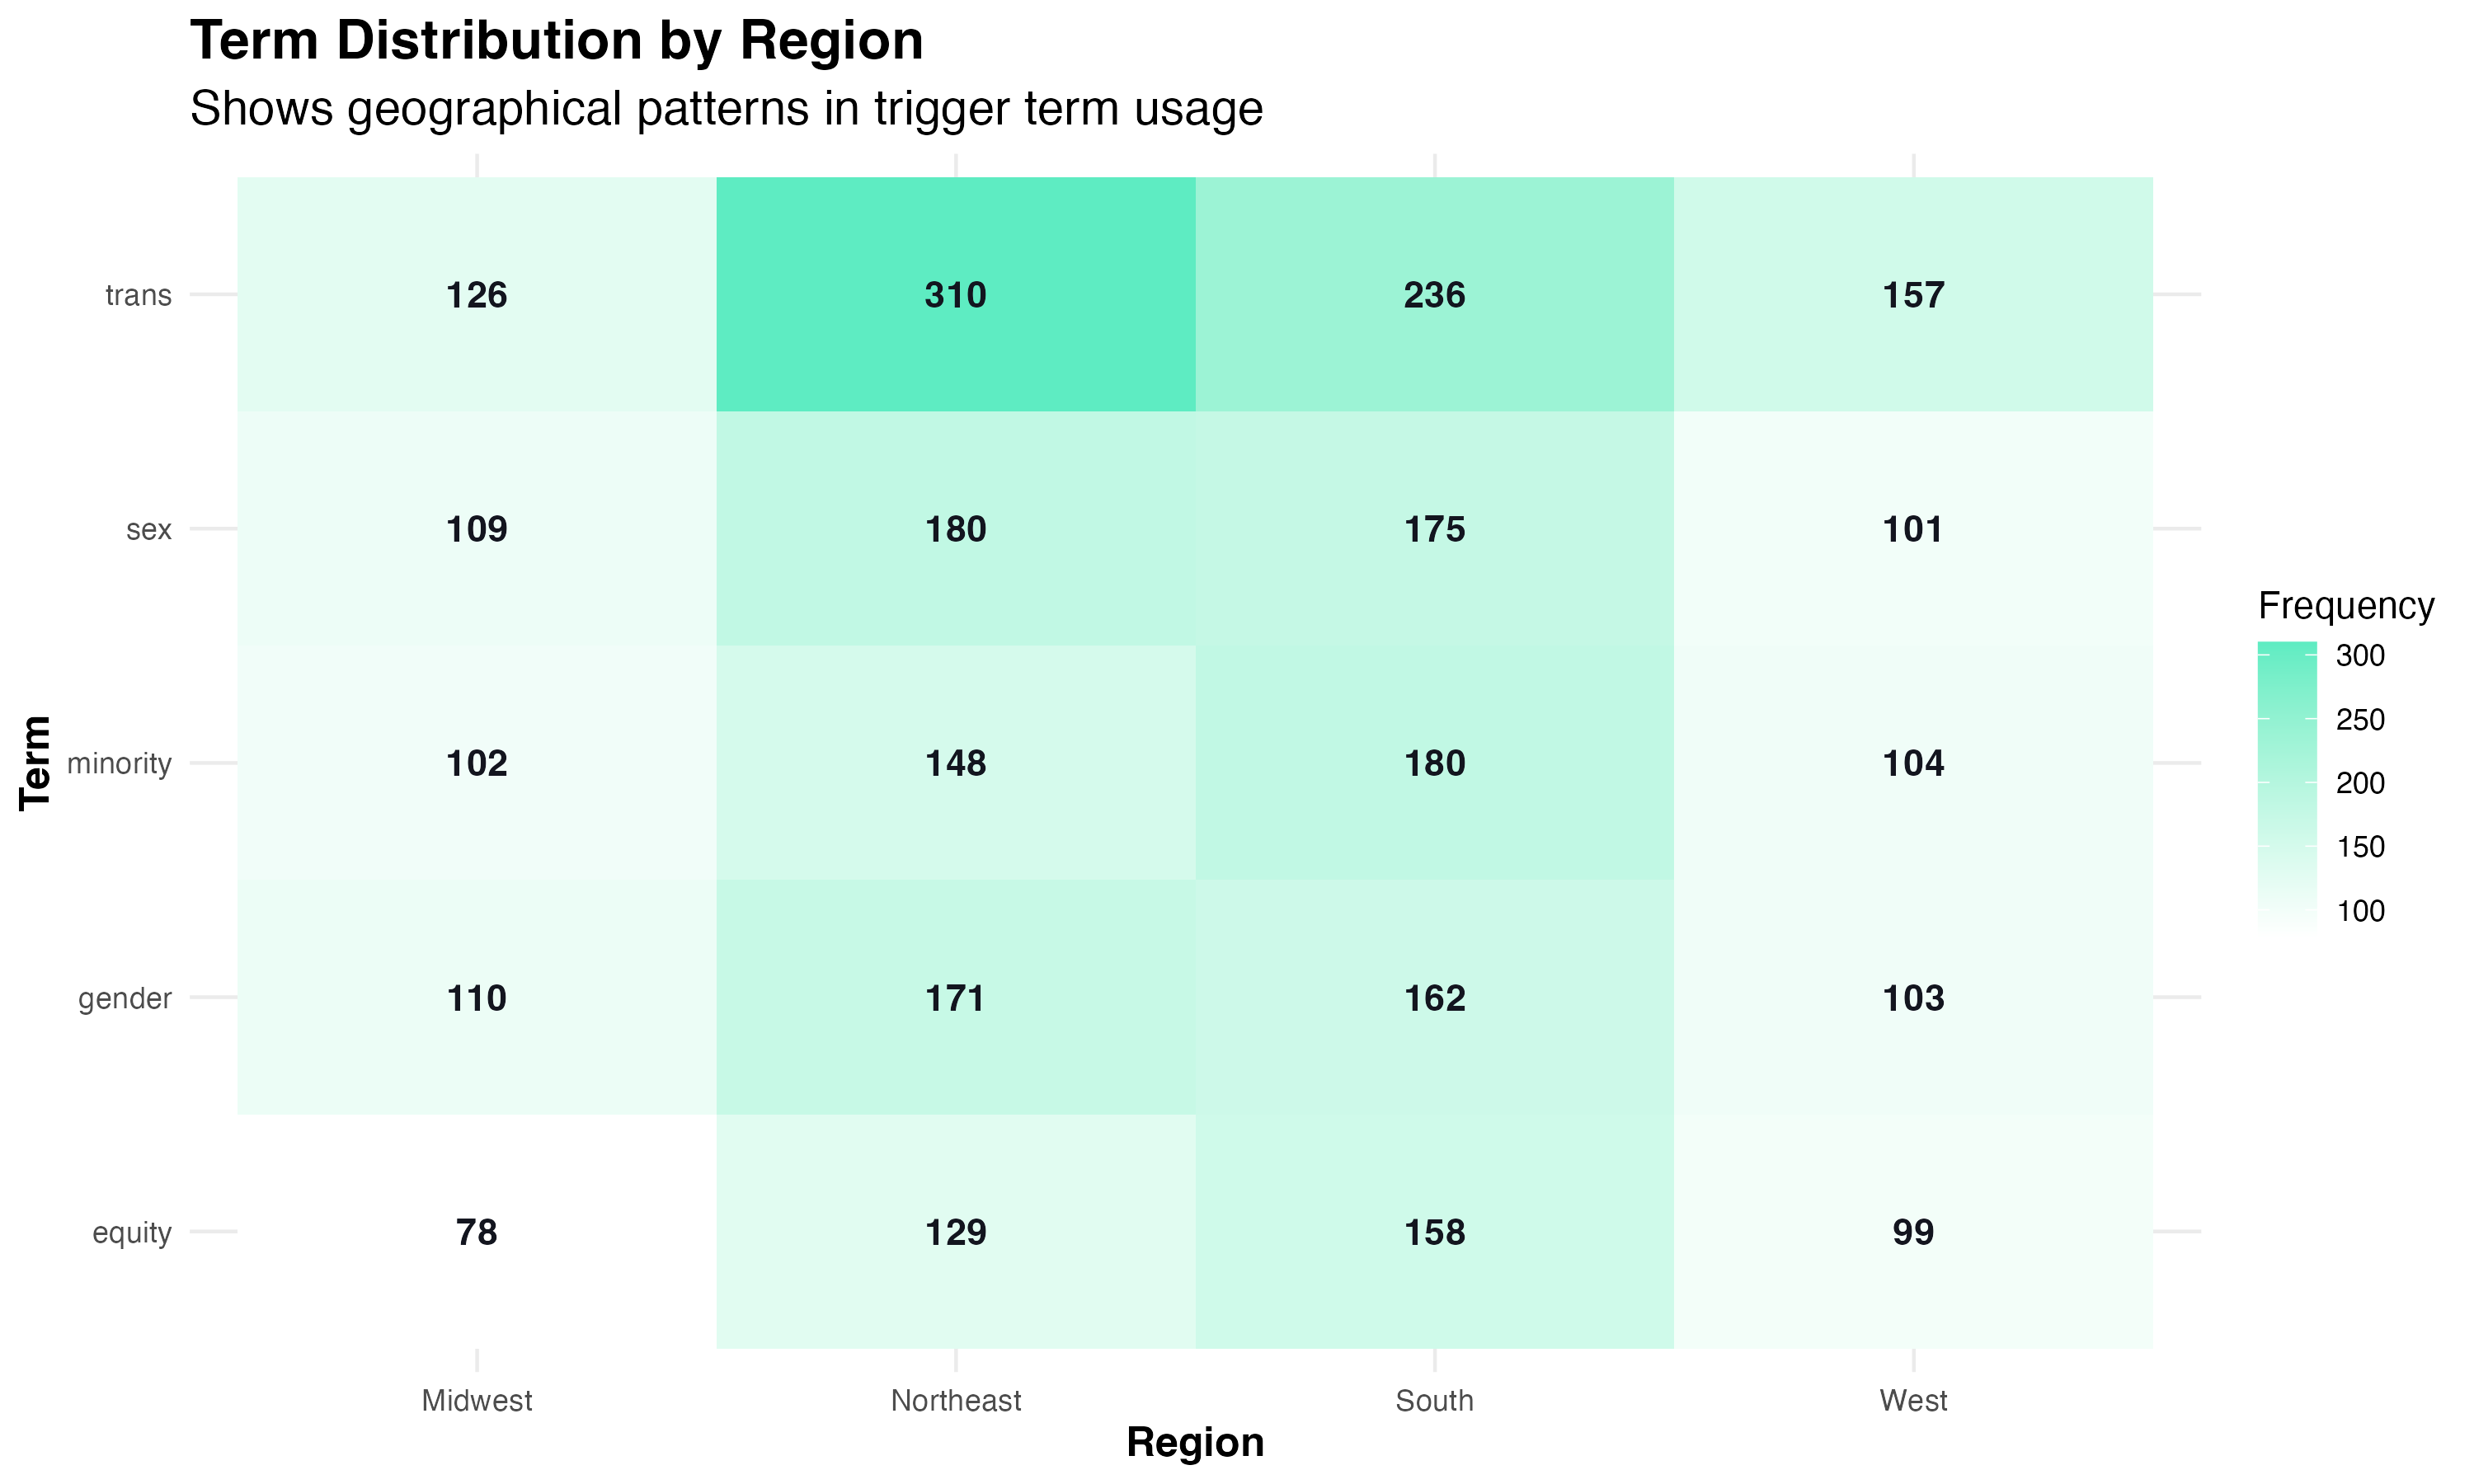 Term Distribution by Region
Shows geographical patterns in trigger term usage
Term
trans 126 310 236 157
sex 109 180 175 101
minority 102 148 180 104
gender 110 171 162 103
equity 78 129 158 99
Midwest Northeast South West
Region
Frequency
300
250
200
150
100